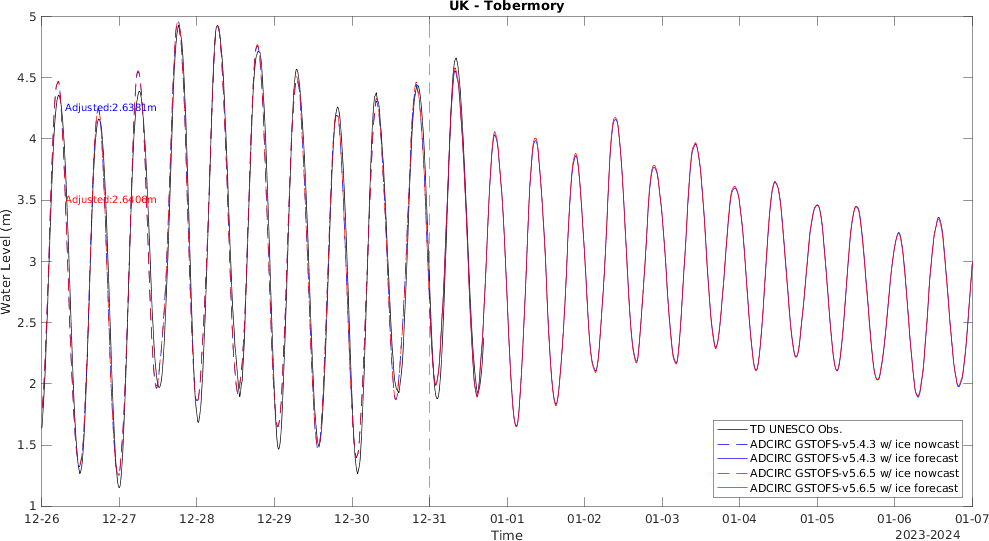 UK - Tobermory
5
4.5
4
3.5
3
2.5
2
1.5
1
Water Level (m)
Adjusted:2.6381m
Adjusted:2.6406m
TD UNESCO Obs.
ADCIRC GSTOFS-v5.4.3 w/ ice nowcast
ADCIRC GSTOFS-v5.4.3 w/ ice forecast
ADCIRC GSTOFS-v5.6.5 w/ ice nowcast
ADCIRC GSTOFS-v5.6.5 w/ ice forecast
12-26 12-27 12-28 12-29 12-30 12-31 01-01 01-02 01-03 01-04 01-05 01-06 01-07
Time
2023-2024